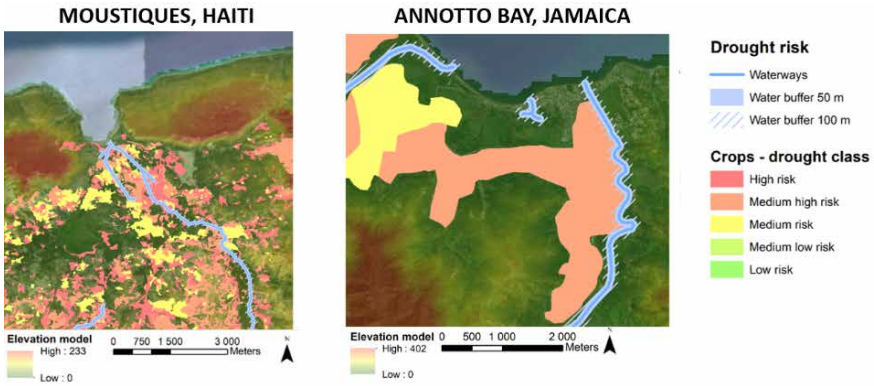 MOUSTIQUES, HAITI
ANNOTTO BAY, JAMAICA
Drought risk
Waterways
Water buffer 50 m
Water buffer 100 m
Crops - drought class
High risk
Medium high risk
Medium risk
Medium low risk
Low risk
Elevation model
High : 233
Low : 0
0 750 1 500 3 000
Meters
N
Elevation model
High : 402
Low : 0
0 500 1 000 2 000
Meters
N